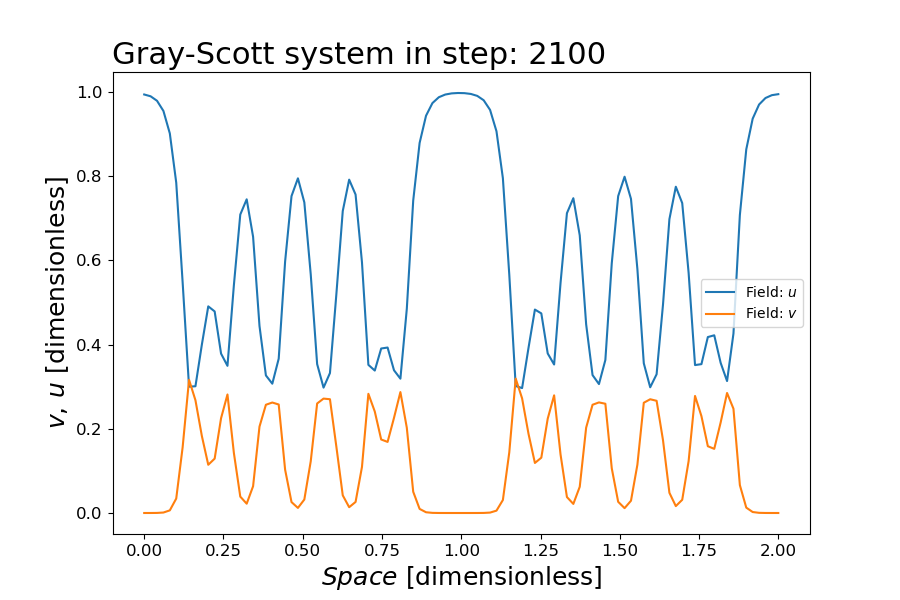 Gray-Scott system in step: 2100
v, u [dimensionless]
1.0
0.8
0.6
0.4
0.2
0.0
Field: u
Field: v
0.00 0.25 0.50 0.75 1.00 1.25 1.50 1.75 2.00
Space [dimensionless]